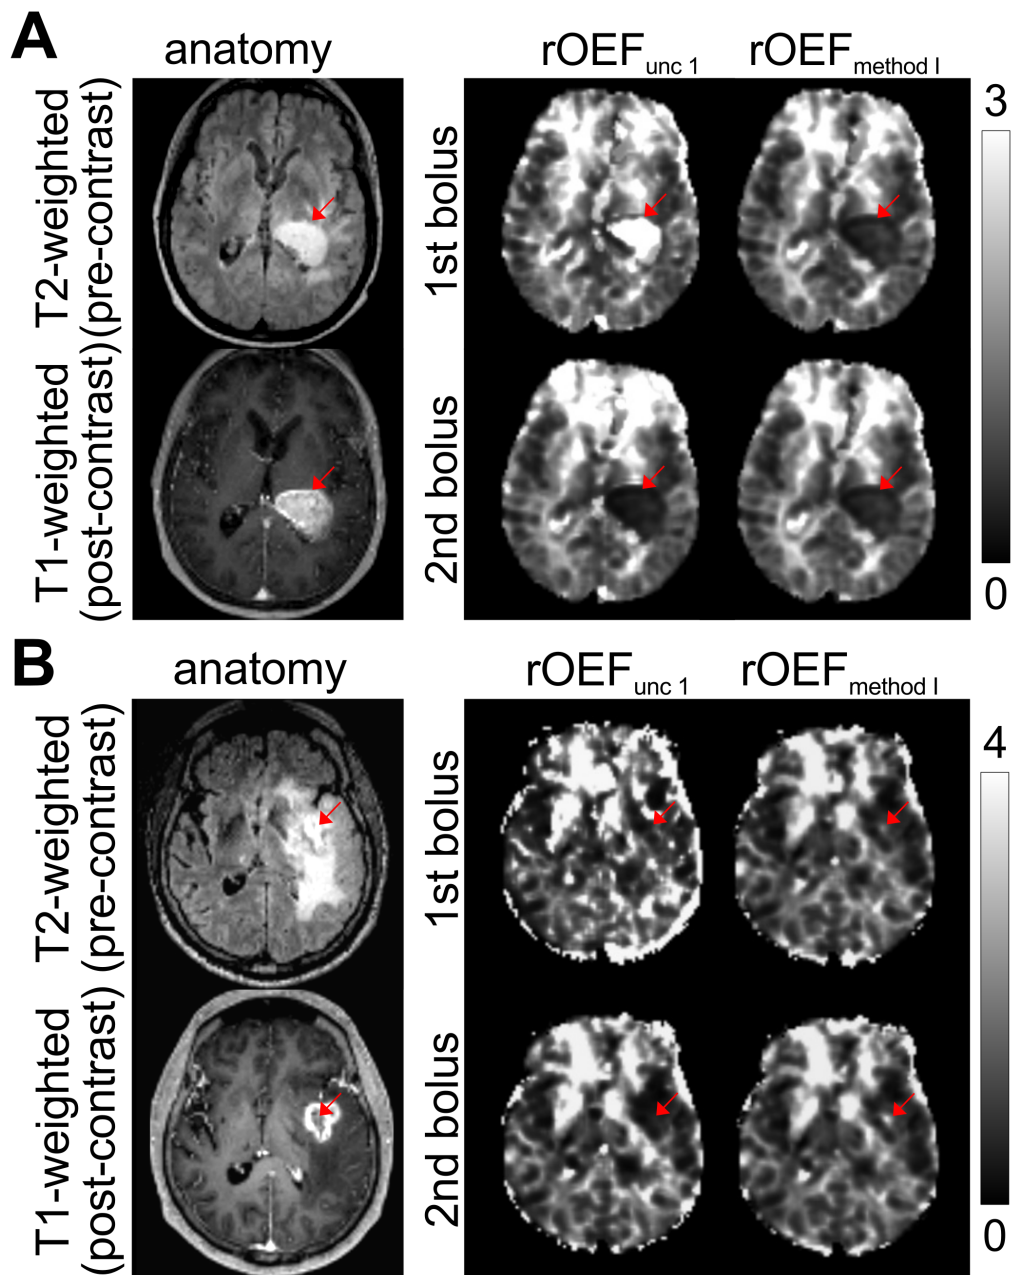 A
anatomy
rOEF unc 1
rOEF method I
T2-weighted
(pre-contrast)
1st bolus
3
T1-weighted
(post-contrast)
2nd bolus
0
B
anatomy
rOEF unc 1
rOEF method I
T2-weighted
(pre-contrast)
1st bolus
4
T1-weighted
(post-contrast)
2nd bolus
0